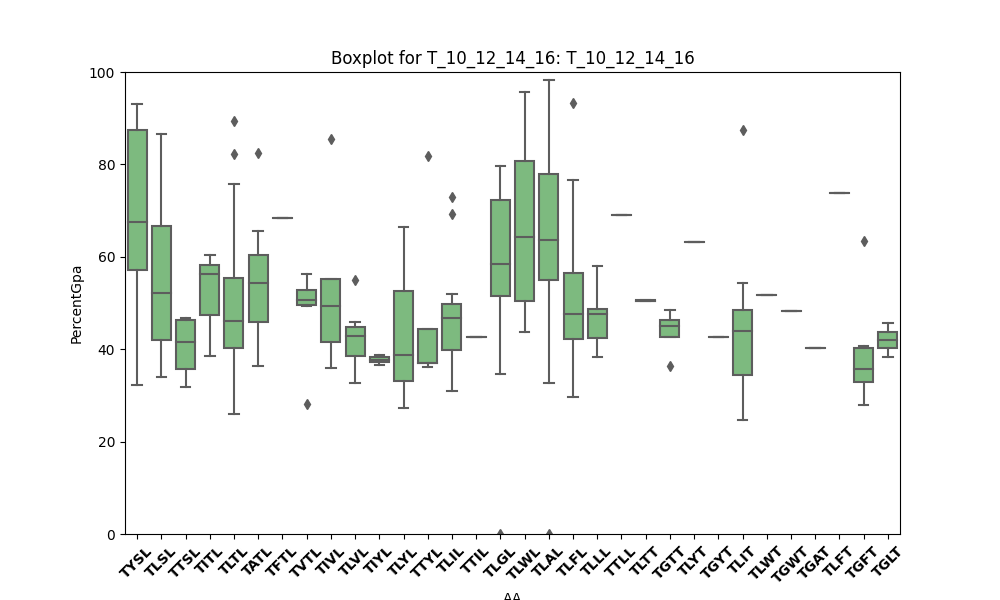 Boxplot for T_10_12_14_16: T_10_12_14_16
100
80
60
40
20
0
PercentGpa
TYSL TLSL TTSL TITL TLTL TATL TFTL TVTL TIVL TLVL TIYL TLYL TTYL TLIL TTIL TLGL TLWL TLAL TLFL TLLL TTLL TLTT TGTT TLYT TGYT TLIT TLWT TGWT TGAT TLFT TGFT TGLT
AA